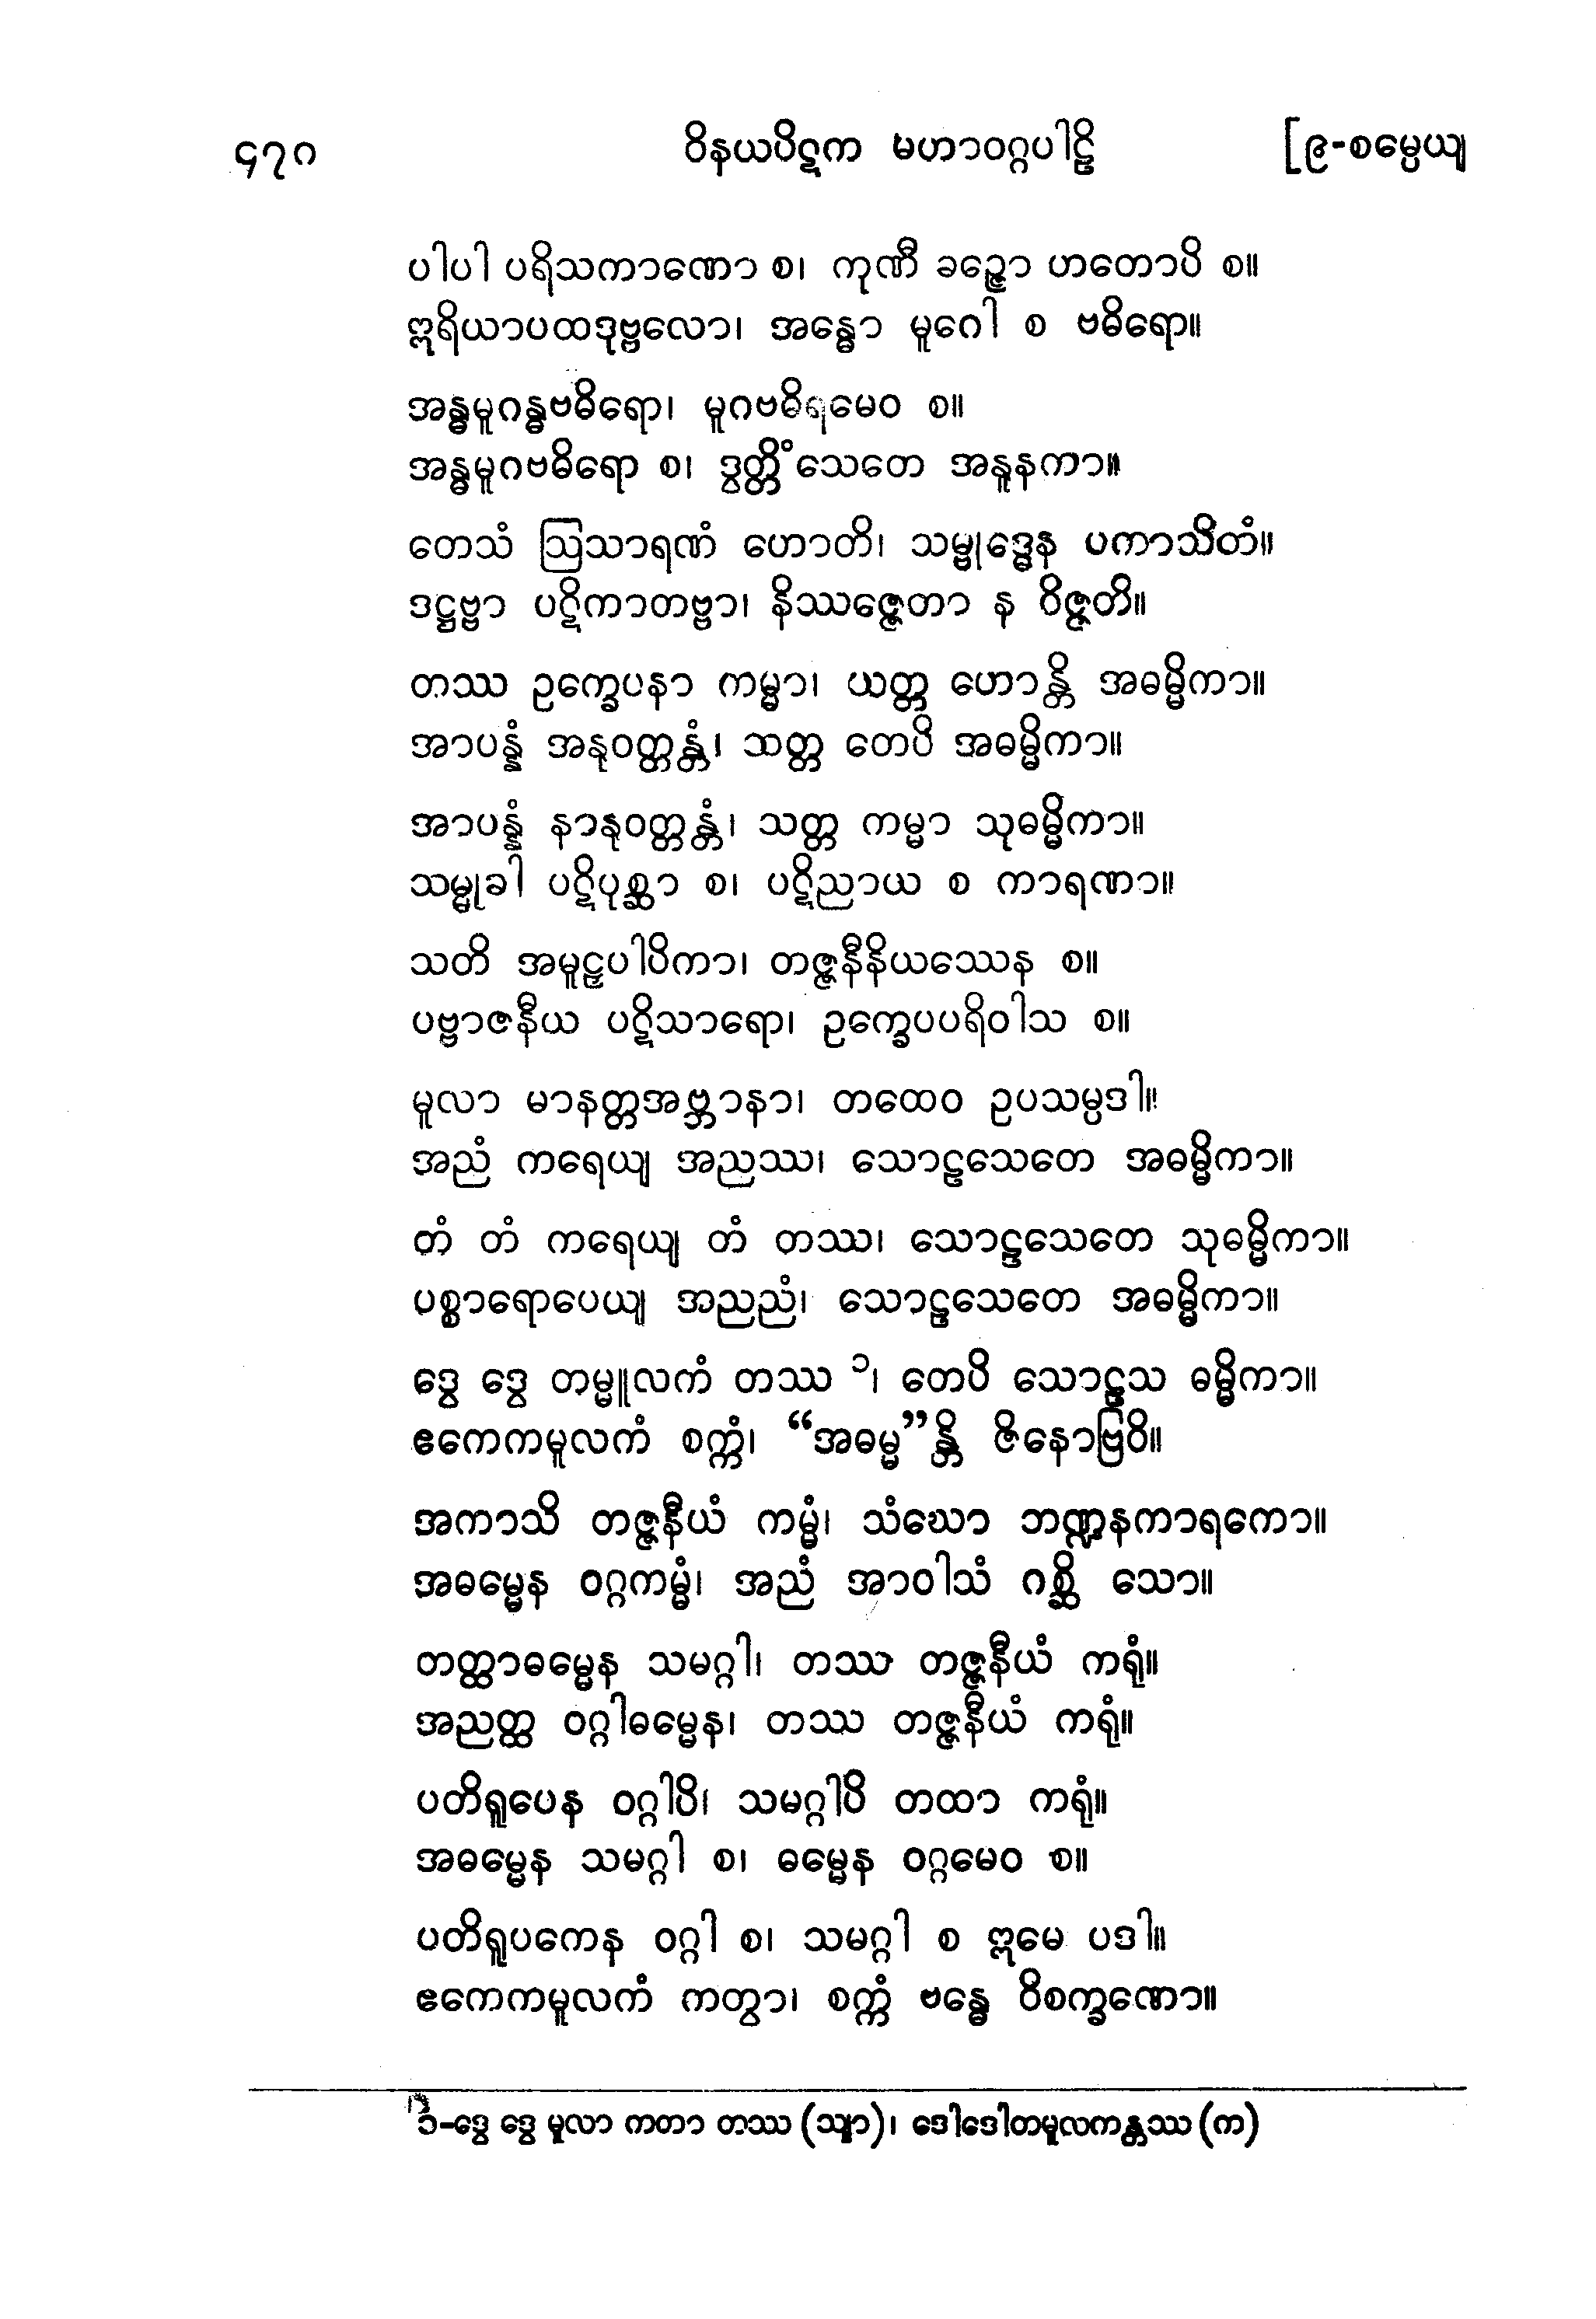 ၄၇၈ ဝိနယပိဋက မဟာဝဂ္ဂပါဠိ [၉-စမ္ပေယျ
ပါပါ ပရိသကာဏော စ၊ ကုဏီ ခဉ္ဇော ဟတောပိ စ။
ဣရိယာပထဒုဗ္ဗလော၊ အန္ဓော မူဂေါ စ ဗဓိရော။
အန္ဓမူဂန္ဓဗဓိရော၊ မူဂဗဓိရမေဝ စ။
အန္ဓမူဂဗဓိရော စ၊ ဒွတ္တိံသေတေ အနူနကာ။
တေသံ ဩသာရဏံ ဟောတိ၊ သမ္ဗုဒ္ဓေန ပကာသိတံ။
ဒဋ္ဌဗ္ဗာ ပဋိကာတဗ္ဗာ၊ နိဿဇ္ဇေတာ န ဝိဇ္ဇတိ။
တဿ ဥက္ခေပနာ ကမ္မာ၊ ယတ္တ ဟောန္တိ အဓမ္မိကာ။
အာပန္နံ အနုဝတ္တန္တံ၊ သတ္တ တေပိ အဓမ္မိကာ။
အာပန္နံ နာနုဝတ္တန္တံ၊ သတ္တ ကမ္မာ သုဓမ္မိကာ။
သမ္မုခါ ပဋိပုစ္ဆာ စ၊ ပဋိညာယ စ ကာရဏာ။
သတိ အမူဠှပါပိကာ၊ တဇ္ဇနီနိယဿေန စ။
ပဗ္ဗာဇနီယ ပဋိသာရော၊ ဥက္ခေပပရိဝါသ စ။
မူလာ မာနတ္တအဗ္ဘာနာ၊ တထေဝ ဥပသမ္ပဒါ။
အညံ ကရေယျ အညဿ၊ သောဠသေတေ အဓမ္မိကာ။
တံ တံ ကရေယျ တံ တဿ၊ သောဠသေတေ သုဓမ္မိကာ။
ပစ္စာရောပေယျ အညညံ၊ သောဠသေတေ အဓမ္မိကာ။
ဒွေ ဒွေ တမ္မူလကံ တဿ ၁၊ တေပိ သောဠသ ဓမ္မိကာ။
ဧကေကမူလကံ စက္ကံ၊ “အဓမ္မ”န္တိ ဇိနောဗြဝိ။
အကာသိ တဇ္ဇနီယံ ကမ္မံ၊ သံဃော ဘဏ္ဍနကာရကော။
အဓမ္မေန ဝဂ္ဂကမ္မံ၊ အညံ အာဝါသံ ဂစ္ဆိ သော။
တတ္ထာဓမ္မေန သမဂ္ဂါ၊ တဿ တဇ္ဇနီယံ ကရုံ။
အညတ္ထ ဝဂ္ဂါဓမ္မေန၊ တဿ တဇ္ဇနီယံ ကရုံ။
ပတိရူပေန ဝဂ္ဂါပိ၊ သမဂ္ဂါပိ တထာ ကရုံ။
အဓမ္မေန သမဂ္ဂါ စ၊ ဓမ္မေန ဝဂ္ဂမေဝ စ။
ပတိရူပကေန ဝဂ္ဂါ စ၊ သမဂ္ဂါ စ ဣမေ ပဒါ။
ဧကေကမူလကံ ကတွာ၊ စက္ကံ ဗန္ဓေ ဝိစက္ခဏော။
၁-ဒွေ ဒွေ မူလာ ကတာ တဿ (သျာ)၊ ဒေါဒေါတမူလကန္တဿ (က)